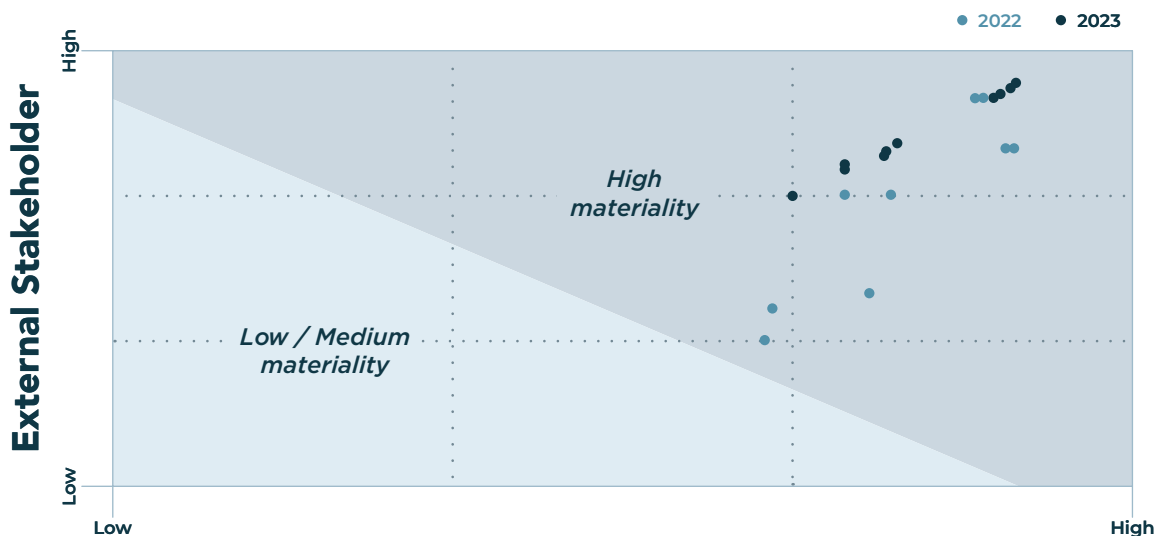 2022
2023
High
External Stakeholder
High
materiality
Low / Medium
materiality
Low
Low
High